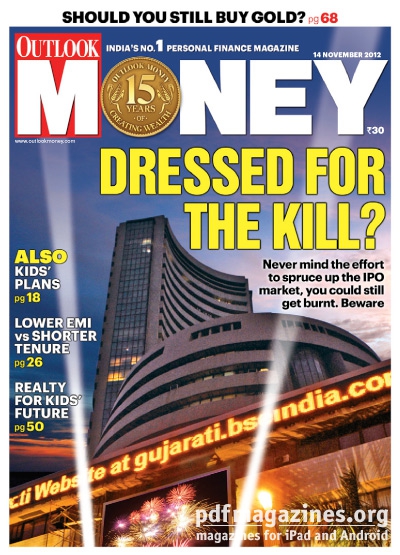 SHOULD YOU STILL BUY GOLD? pg 68
OUTLOOK
INDIA'S NO.1 PERSONAL FINANCE MAGAZINE
14 NOVEMBER 2012
MONEY
OUTLOOK MONEY
15
YEARS
-OF-
CREATING WEALTH
₹30
www.outlookmoney.com
DRESSED FOR
THE KILL?
Never mind the effort
to spruce up the IPO
market, you could still
get burnt. Beware
ALSO
KIDS'
PLANS
pg 18
LOWER EMI
vs SHORTER
TENURE
pg 26
REALTY
FOR KIDS'
FUTURE
pg 50
ti Website at gujarati.bseindia.co
pdfmagazines.org
magazines for iPad and Android